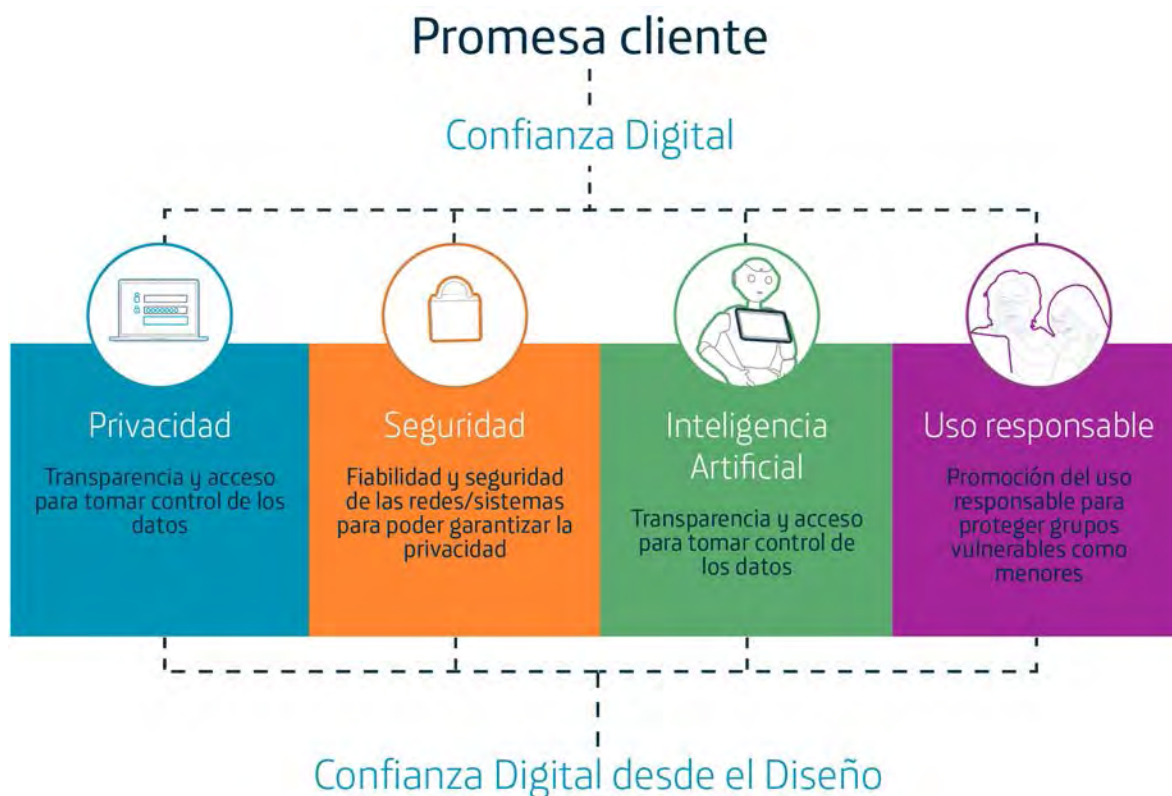 Promesa cliente
Confianza Digital
Privacidad
Transparencia y acceso
para tomar control de los
datos
Seguridad
Fiabilidad y seguridad
de las redes/sistemas
para poder garantizar la
privacidad
Inteligencia
Artificial
Transparencia y acceso
para tomar control de
los datos
Uso responsable
Promoción del uso
responsable para
proteger grupos
vulnerables como
menores
Confianza Digital desde el Diseño